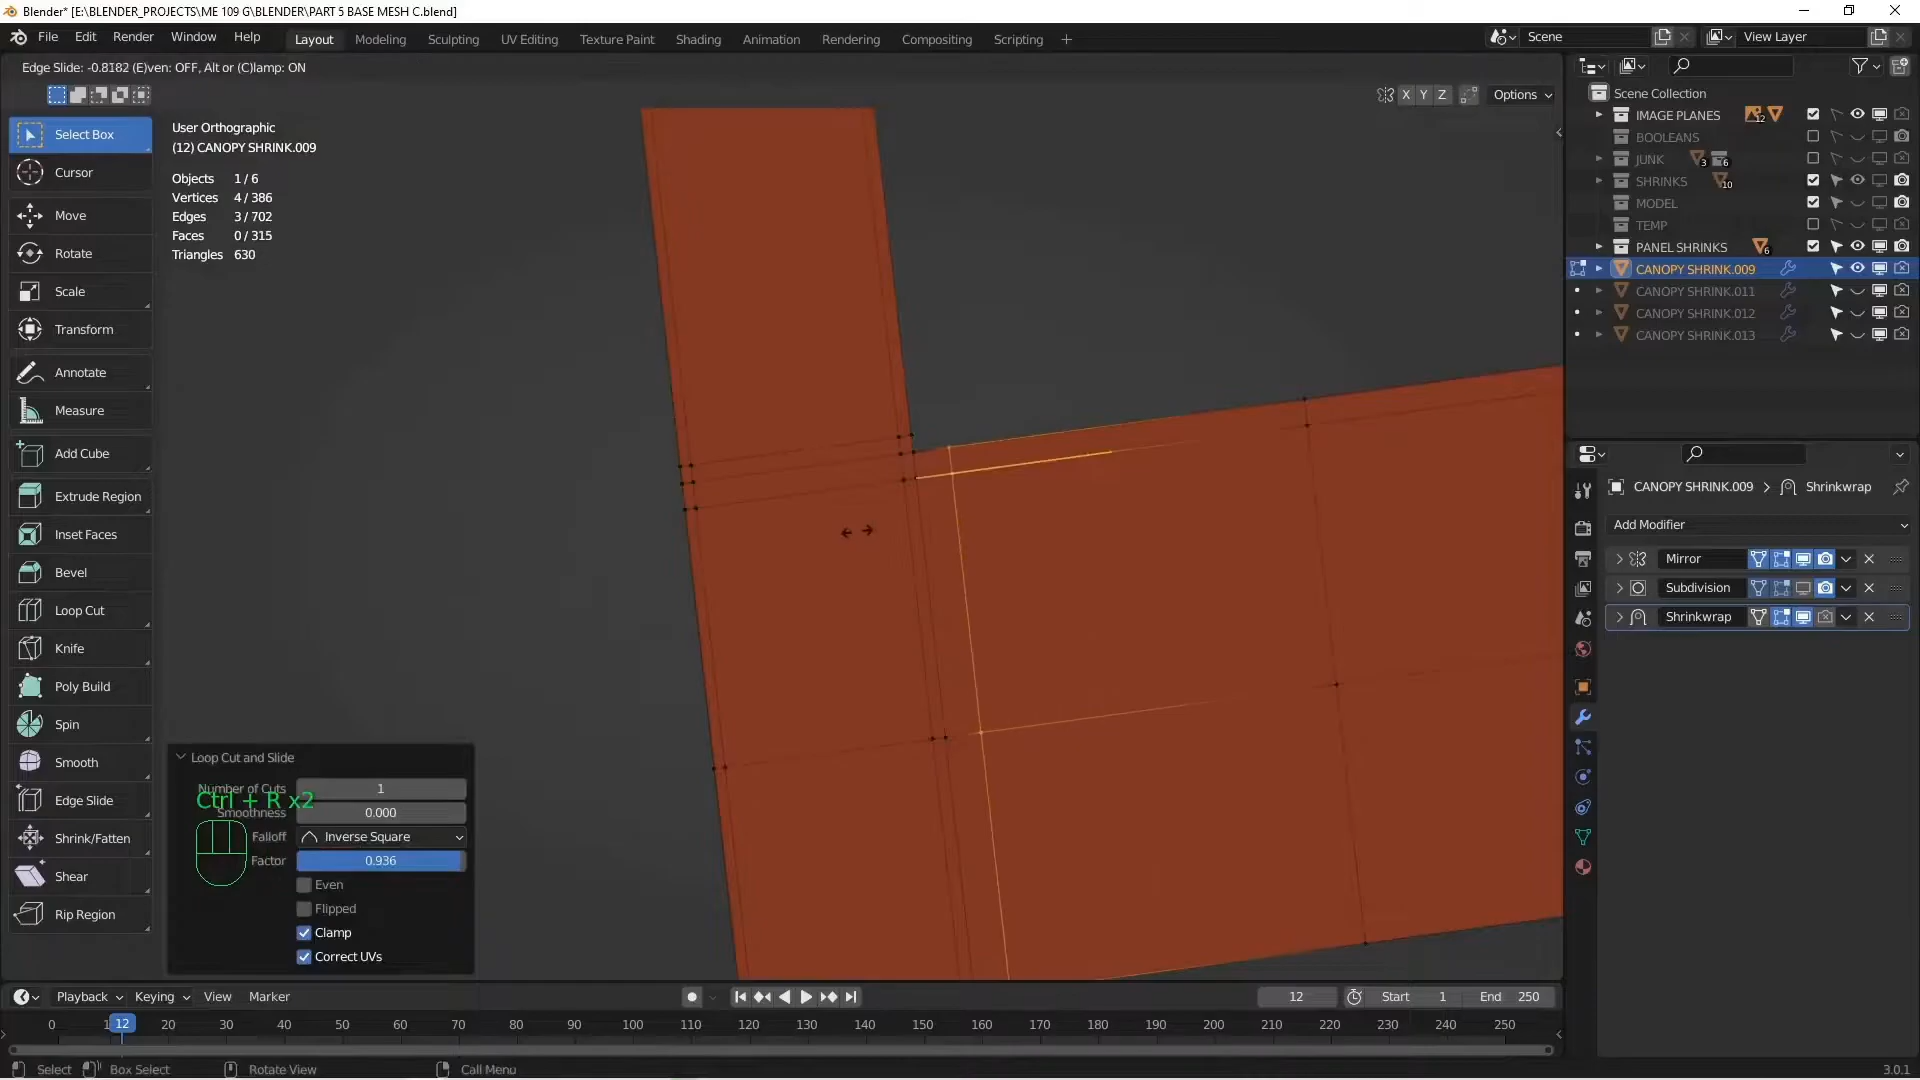 Blender* [E:\BLENDER_PROJECTS\ME 109 G\BLENDER\PART 5 BASE MESH C.blend]
File Edit Render Window Help Layout Modeling Sculpting UV Editing Texture Paint Shading Animation Rendering Compositing Scripting + Scene View Layer
Edge Slide: -0.8182 (E)ven: OFF, Alt or (C)lamp: ON
X Y Z Options
Select Box
Cursor
Move
Rotate
Scale
Transform
Annotate
Measure
Add Cube
Extrude Region
Inset Faces
Bevel
Loop Cut
Knife
Poly Build
Spin
Smooth
Edge Slide
Shrink/Fatten
Shear
Rip Region
User Orthographic
(12) CANOPY SHRINK.009
Objects 1 / 6
Vertices 4 / 386
Edges 3 / 702
Faces 0 / 315
Triangles 630
Loop Cut and Slide
Number of Cuts 1
Ctrl + R x2
Smoothness 0.000
Falloff Inverse Square
Factor 0.936
Even
Flipped
Clamp
Correct UVs
Scene Collection
IMAGE PLANES 12
BOOLEANS
JUNK 3 6
SHRINKS 10
MODEL
TEMP
PANEL SHRINKS 6
CANOPY SHRINK.009
CANOPY SHRINK.011
CANOPY SHRINK.012
CANOPY SHRINK.013
CANOPY SHRINK.009 > Shrinkwrap
Add Modifier
Mirror
Subdivision
Shrinkwrap
Playback Keying View Marker 12 Start 1 End 250
0 1 12 20 30 40 50 60 70 80 90 100 110 120 130 140 150 160 170 180 190 200 210 220 230 240 250
Select Box Select Rotate View Call Menu 3.0.1